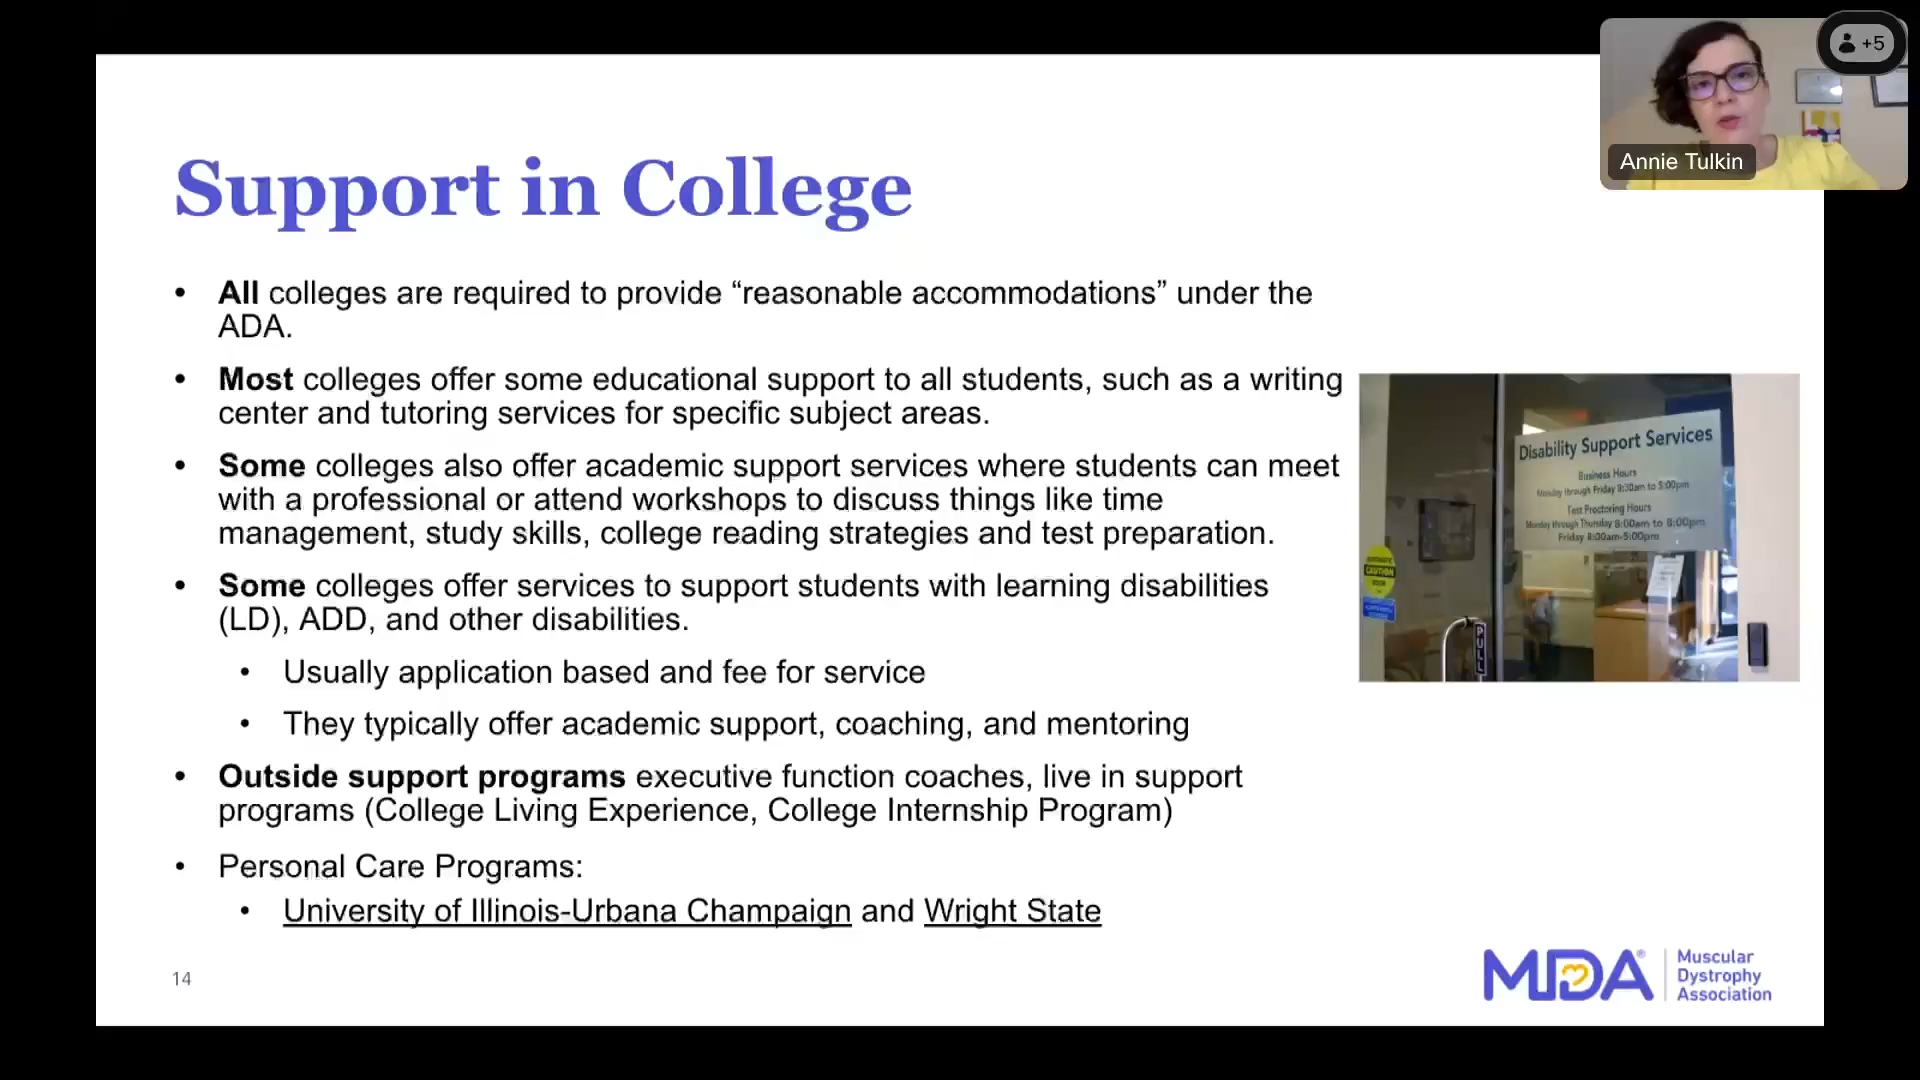 +5
Annie Tulkin
Support in College
• All colleges are required to provide “reasonable accommodations” under the
ADA.
• Most colleges offer some educational support to all students, such as a writing
center and tutoring services for specific subject areas.
• Some colleges also offer academic support services where students can meet
with a professional or attend workshops to discuss things like time
management, study skills, college reading strategies and test preparation.
• Some colleges offer services to support students with learning disabilities
(LD), ADD, and other disabilities.
• Usually application based and fee for service
• They typically offer academic support, coaching, and mentoring
• Outside support programs executive function coaches, live in support
programs (College Living Experience, College Internship Program)
• Personal Care Programs:
• University of Illinois-Urbana Champaign and Wright State
Disability Support Services
Business Hours
Monday through Friday 8:30am to 5:00pm
Test Proctoring Hours
Monday through Thursday 8:00am to 8:00pm
Friday 8:00am-5:00pm
CAUTION
PULL
14
MDA®
Muscular
Dystrophy
Association